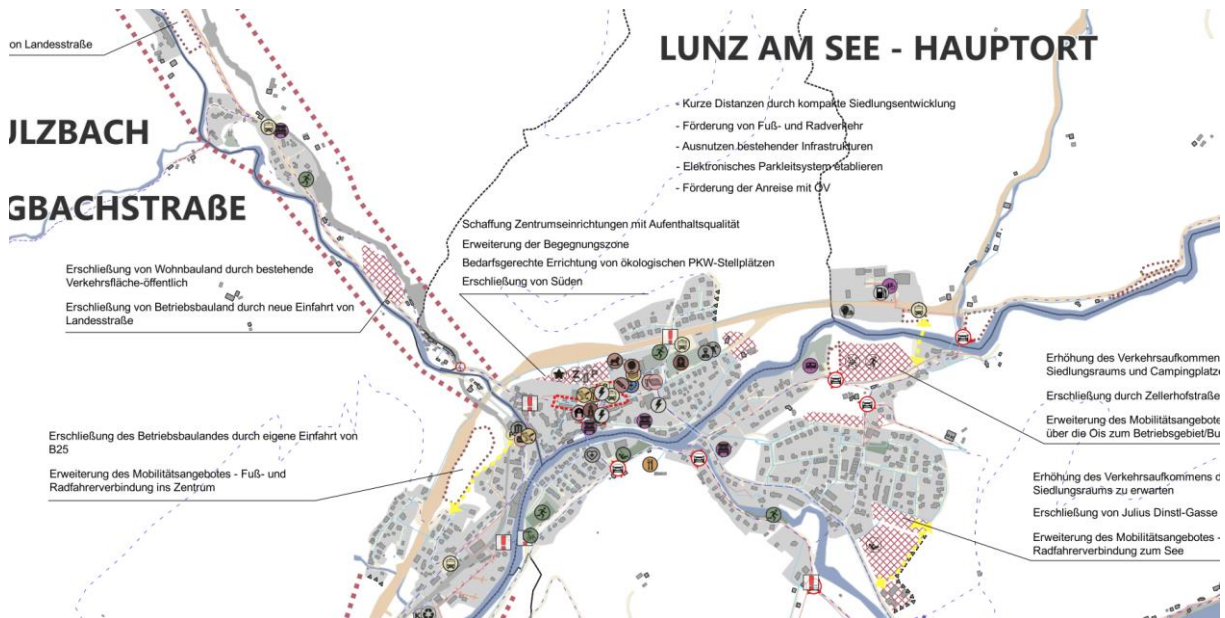 LUNZ AM SEE - HAUPTORT
- Kurze Distanzen durch kompakte Siedlungsentwicklung
- Förderung von Fuß- und Radverkehr
- Ausnutzen bestehender Infrastrukturen
- Elektronisches Parkleitsystem etablieren
- Förderung der Anreise mit ÖV
on Landesstraße
ULZBACH
GBACHSTRAßE
Schaffung Zentrumseinrichtungen mit Aufenthaltsqualität
Erweiterung der Begegnungszone
Bedarfsgerechte Errichtung von ökologischen PKW-Stellplätzen
Erschließung von Süden
Erschließung von Wohnbauland durch bestehende
Verkehrsfläche-öffentlich
Erschließung von Betriebsbauland durch neue Einfahrt von
Landesstraße
Z P
Erschließung des Betriebsbaulandes durch eigene Einfahrt von
B25
Erweiterung des Mobilitätsangebotes - Fuß- und
Radfahrerverbindung ins Zentrum
Erhöhung des Verkehrsaufkommen
Siedlungsraums und Campingplatze
Erschließung durch Zellerhofstraße
Erweiterung des Mobilitätsangebote
über die Ois zum Betriebsgebiet/Bu
Erhöhung des Verkehrsaufkommens d
Siedlungsraums zu erwarten
Erschließung von Julius Dinstl-Gasse
Erweiterung des Mobilitätsangebotes -
Radfahrerverbindung zum See